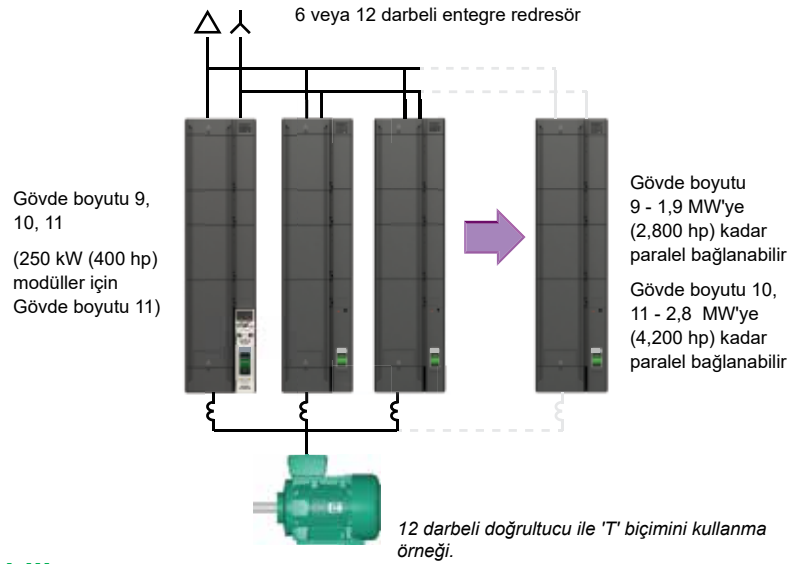 6 veya 12 darbeli entegre redresör
Gövde boyutu 9,
10, 11
(250 kW (400 hp)
modüller için
Gövde boyutu 11)
Gövde boyutu
9 - 1,9 MW'ye
(2,800 hp) kadar
paralel bağlanabilir
Gövde boyutu 10,
11 - 2,8 MW'ye
(4,200 hp) kadar
paralel bağlanabilir
12 darbeli doğrultucu ile 'T' biçimini kullanma
örneği.